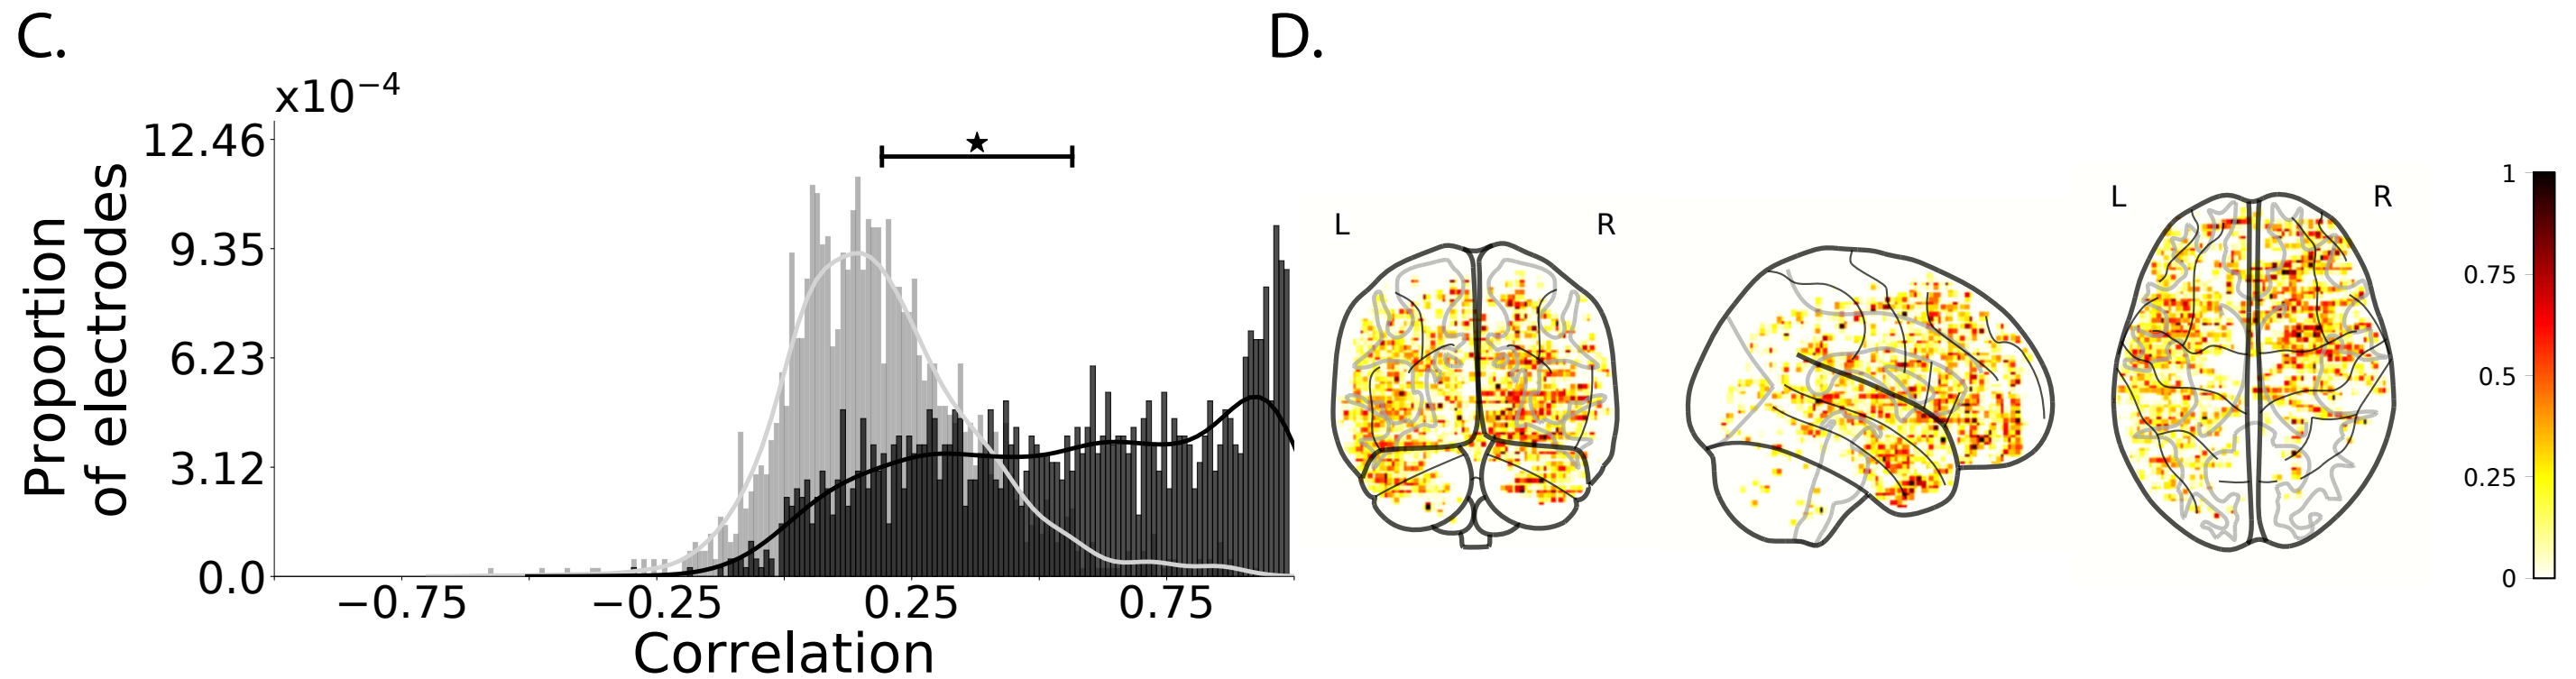 C.
x10−4
12.46
9.35
6.23
3.12
0.0
Proportion
of electrodes
★
−0.75
−0.25
0.25
0.75
Correlation
D.
L
R
L
R
1
0.75
0.5
0.25
0